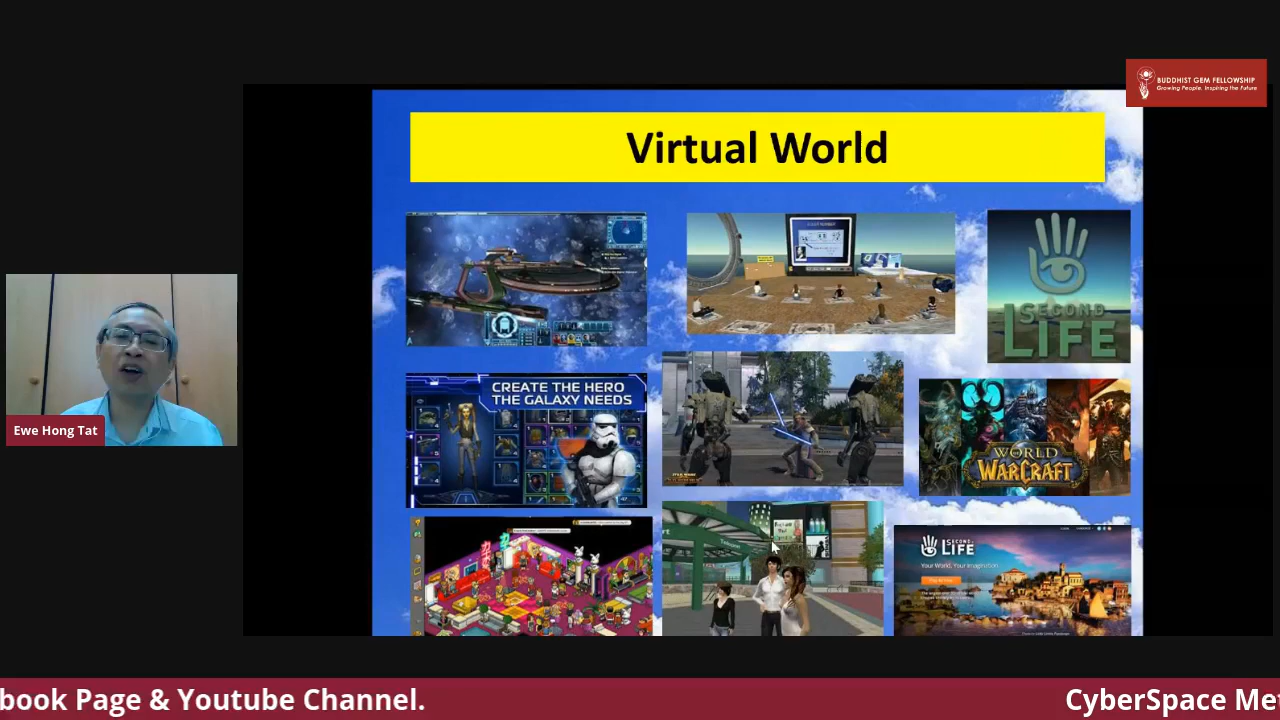 BUDDHIST GEM FELLOWSHIP
Growing People. Inspiring the Future
Virtual World
SECOND
LIFE
CREATE THE HERO
THE GALAXY NEEDS
WORLD
WARCRAFT
SECOND
LIFE
Your World, Your Imagination
Ewe Hong Tat
book Page & Youtube Channel.
CyberSpace Me